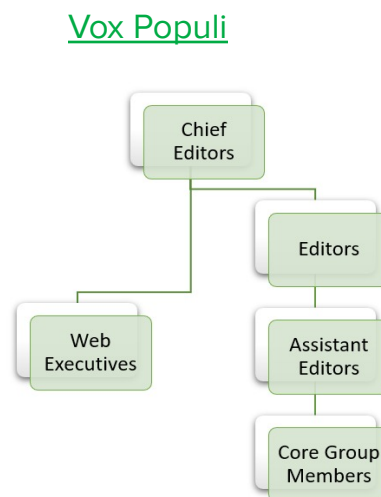 Vox Populi
Chief
Editors
Editors
Web
Executives
Assistant
Editors
Core Group
Members